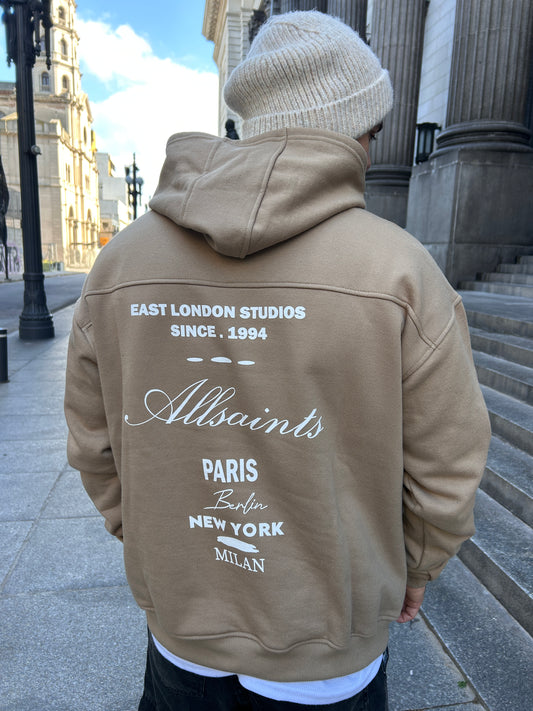 EAST LONDON STUDIOS
SINCE . 1994
Allsaints
PARIS
Berlin
NEW YORK
MILAN